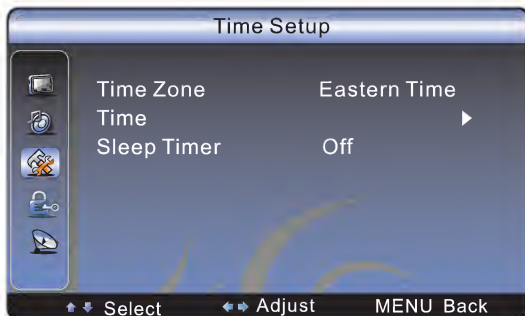 Time Setup
Time Zone Eastern Time
Time
Sleep Timer Off
Select Adjust MENU Back